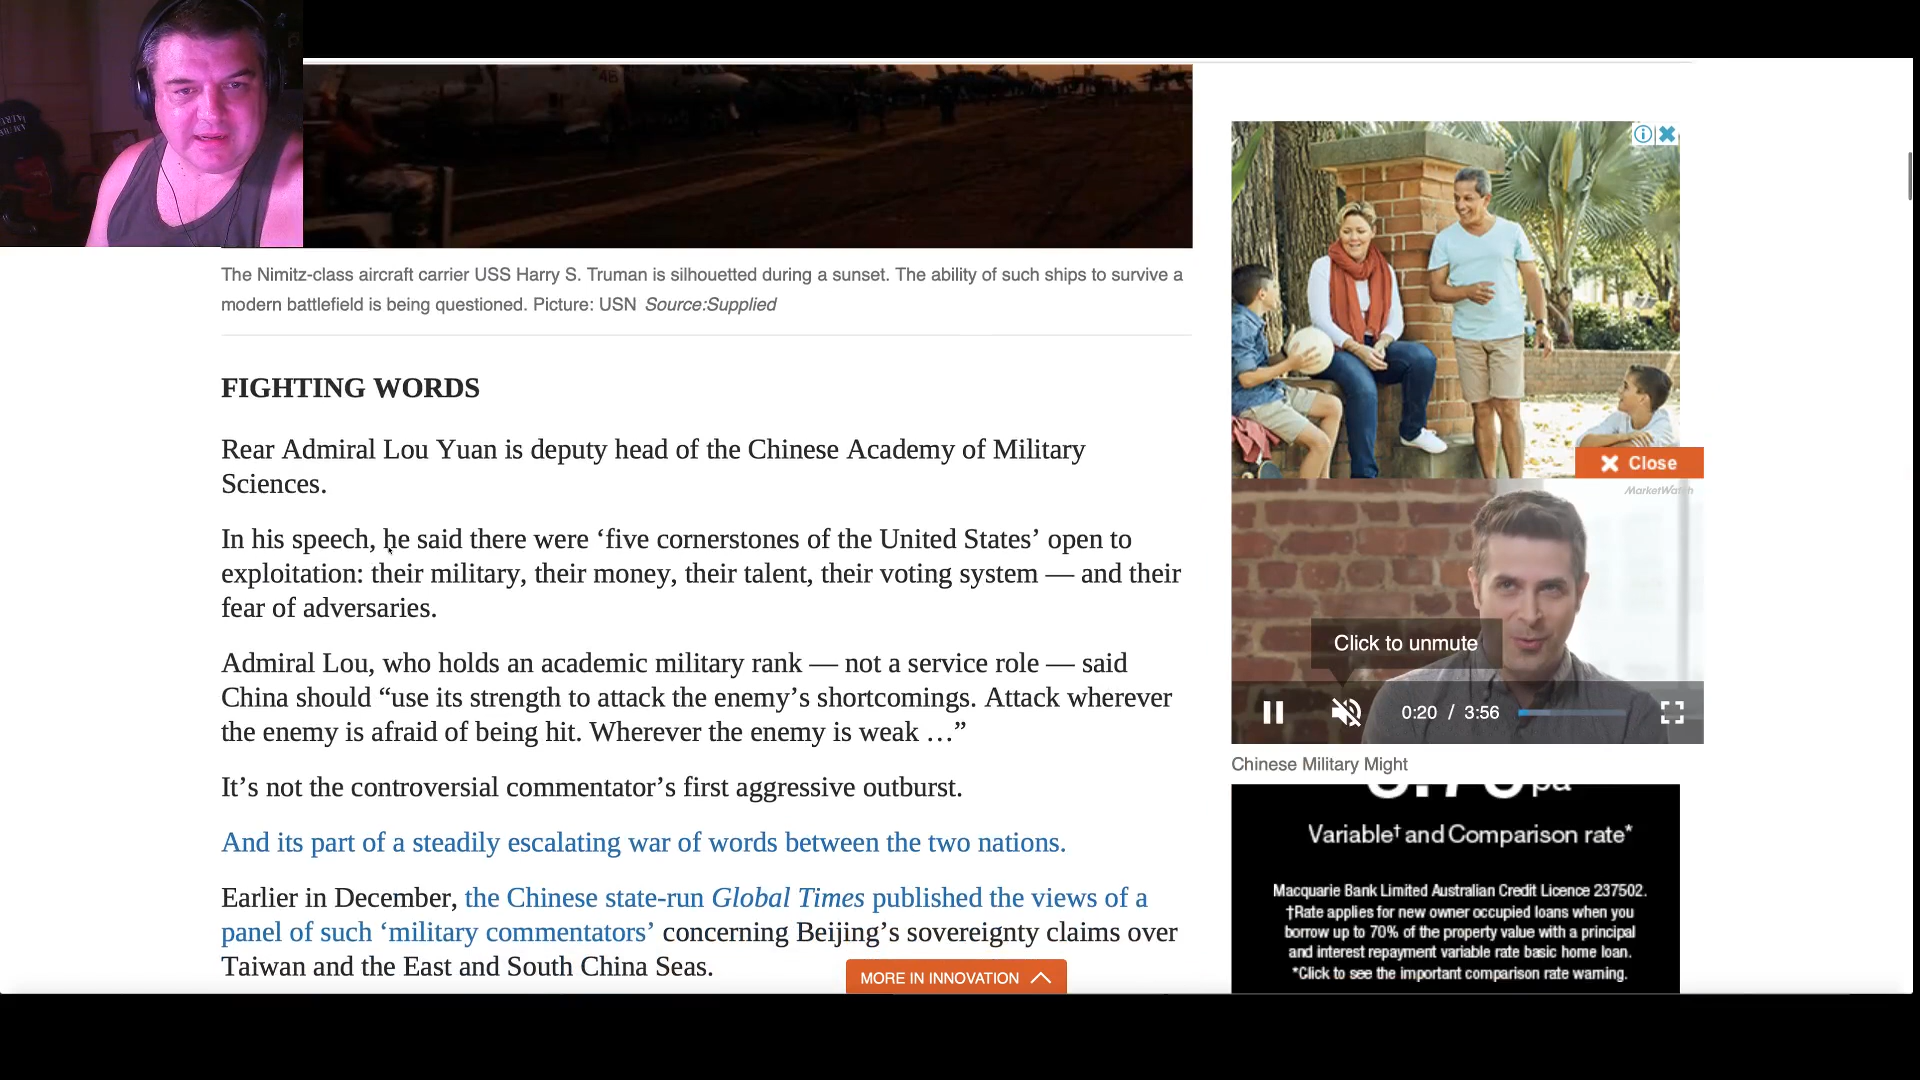 46
The Nimitz-class aircraft carrier USS Harry S. Truman is silhouetted during a sunset. The ability of such ships to survive a
modern battlefield is being questioned. Picture: USN Source:Supplied
FIGHTING WORDS
Rear Admiral Lou Yuan is deputy head of the Chinese Academy of Military
Sciences.
In his speech, he said there were ‘five cornerstones of the United States’ open to
exploitation: their military, their money, their talent, their voting system — and their
fear of adversaries.
Admiral Lou, who holds an academic military rank — not a service role — said
China should “use its strength to attack the enemy’s shortcomings. Attack wherever
the enemy is afraid of being hit. Wherever the enemy is weak …”
It’s not the controversial commentator’s first aggressive outburst.
And its part of a steadily escalating war of words between the two nations.
Earlier in December, the Chinese state-run Global Times published the views of a
panel of such ‘military commentators’ concerning Beijing’s sovereignty claims over
Taiwan and the East and South China Seas.
MORE IN INNOVATION
Close
MarketWatch
Click to unmute
0:20 / 3:56
Chinese Military Might
pa
Variable† and Comparison rate*
Macquarie Bank Limited Australian Credit Licence 237502.
†Rate applies for new owner occupied loans when you
borrow up to 70% of the property value with a principal
and interest repayment variable rate basic home loan.
*Click to see the important comparison rate warning.